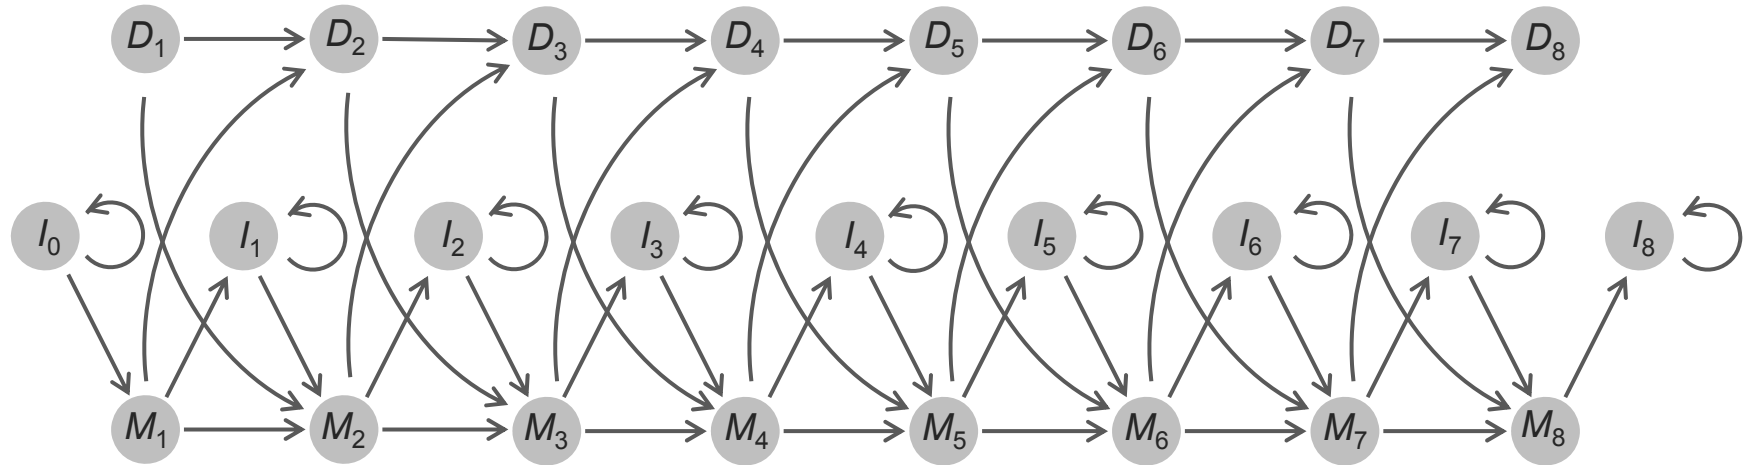 D₁ D₂ D₃ D₄ D₅ D₆ D₇ D₈
I₀ I₁ I₂ I₃ I₄ I₅ I₆ I₇ I₈
M₁ M₂ M₃ M₄ M₅ M₆ M₇ M₈